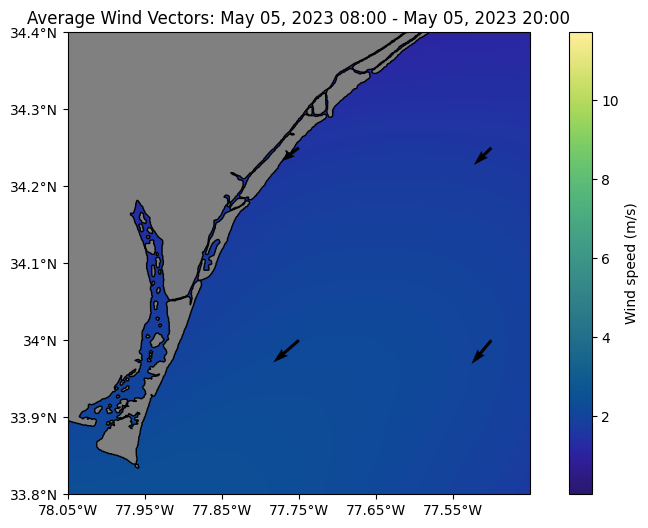 Average Wind Vectors: May 05, 2023 08:00 - May 05, 2023 20:00
34.4°N
34.3°N
34.2°N
34.1°N
34°N
33.9°N
33.8°N
78.05°W
77.95°W
77.85°W
77.75°W
77.65°W
77.55°W
10
8
6
4
2
Wind speed (m/s)